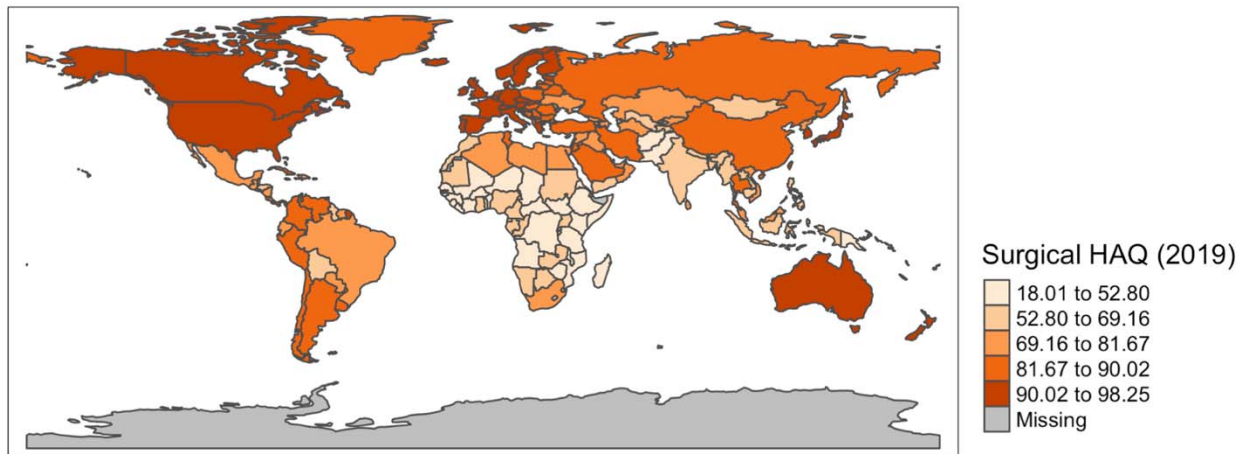 Surgical HAQ (2019)
18.01 to 52.80
52.80 to 69.16
69.16 to 81.67
81.67 to 90.02
90.02 to 98.25
Missing